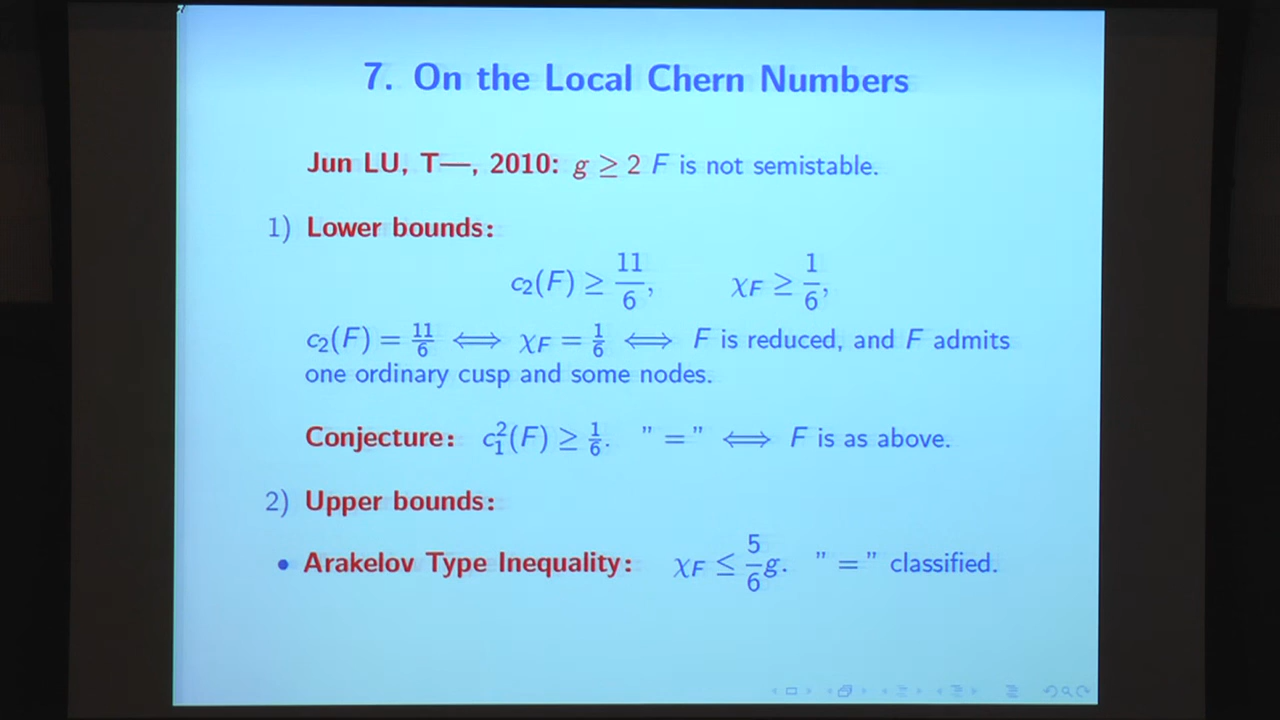 7. On the Local Chern Numbers
Jun LU, T—, 2010: g ≥ 2 F is not semistable.
1) Lower bounds:
c₂(F) ≥ 11/6, χ_F ≥ 1/6,
c₂(F) = 11/6 ⟺ χ_F = 1/6 ⟺ F is reduced, and F admits
one ordinary cusp and some nodes.
Conjecture: c₁²(F) ≥ 1/6. " = " ⟺ F is as above.
2) Upper bounds:
• Arakelov Type Inequality: χ_F ≤ 5/6 g. " = " classified.